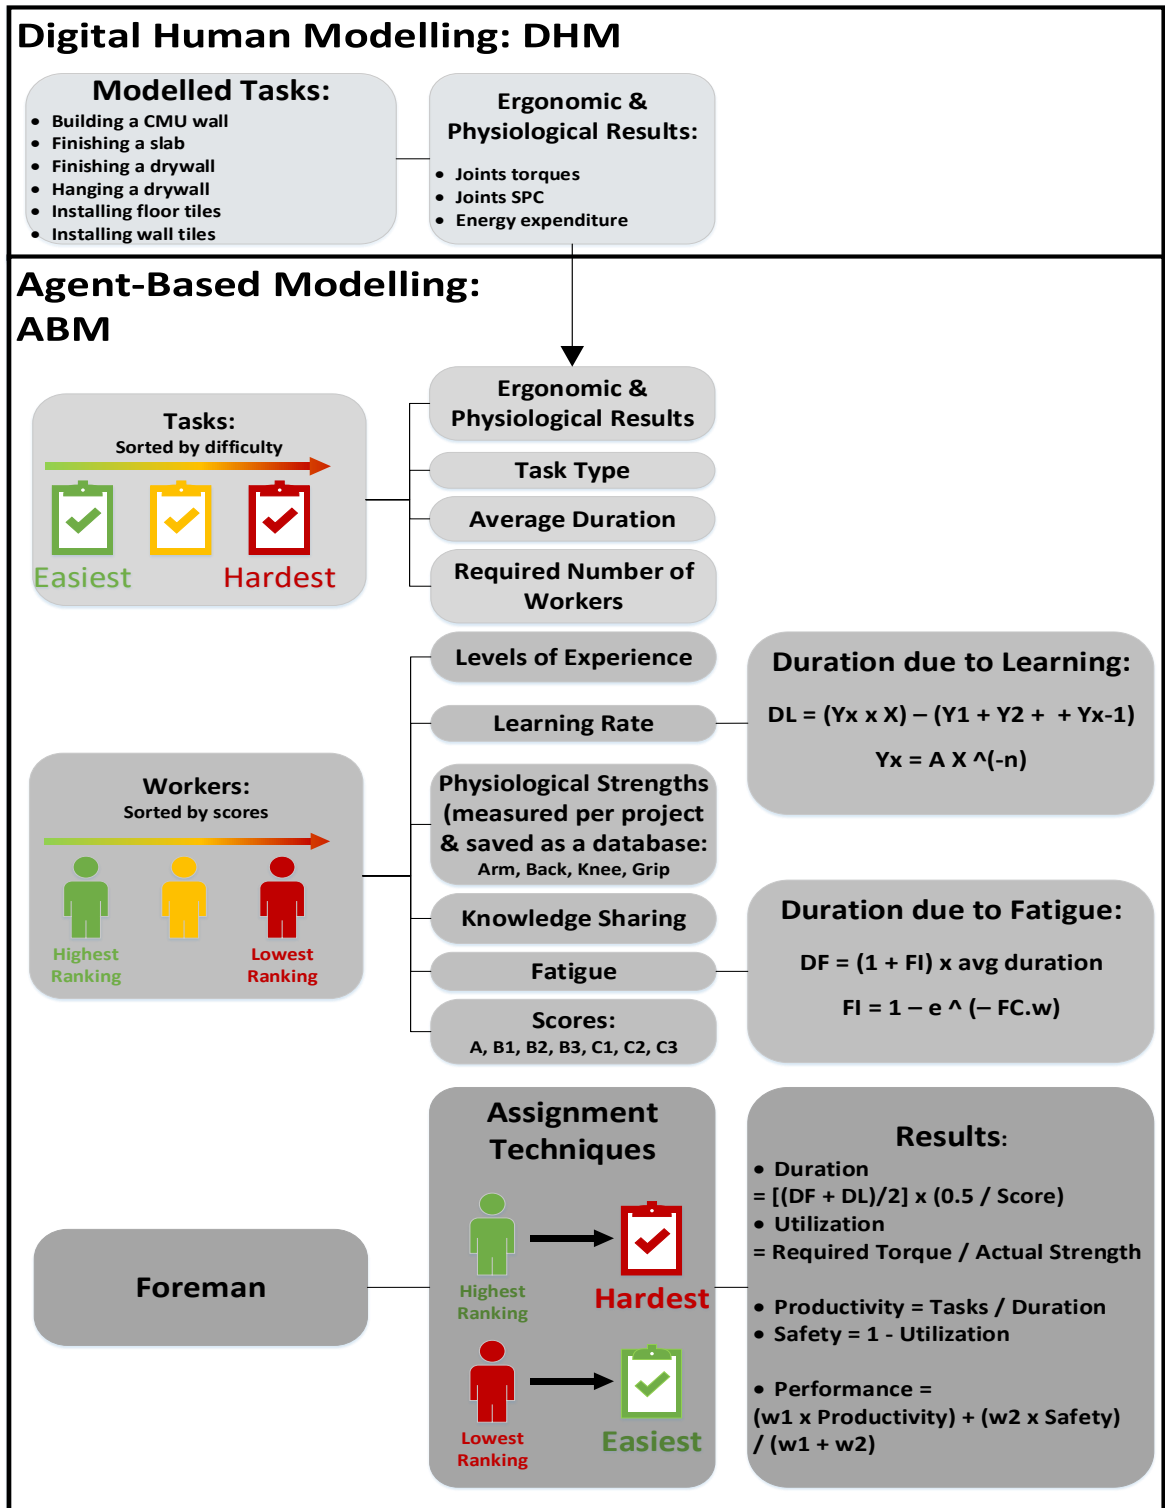 Digital Human Modelling: DHM
Modelled Tasks:
• Building a CMU wall
• Finishing a slab
• Finishing a drywall
• Hanging a drywall
• Installing floor tiles
• Installing wall tiles
Ergonomic &
Physiological Results:
• Joints torques
• Joints SPC
• Energy expenditure
Agent-Based Modelling:
ABM
Tasks:
Sorted by difficulty
Easiest
Hardest
Ergonomic &
Physiological Results
Task Type
Average Duration
Required Number of
Workers
Workers:
Sorted by scores
Highest
Ranking
Lowest
Ranking
Levels of Experience
Learning Rate
Physiological Strengths
(measured per project
& saved as a database:
Arm, Back, Knee, Grip
Knowledge Sharing
Fatigue
Scores:
A, B1, B2, B3, C1, C2, C3
Duration due to Learning:
DL = (Yx x X) – (Y1 + Y2 + + Yx-1)
Yx = A X ^(-n)
Duration due to Fatigue:
DF = (1 + FI) x avg duration
FI = 1 – e ^ (– FC.w)
Foreman
Assignment
Techniques
Highest
Ranking
Hardest
Lowest
Ranking
Easiest
Results:
• Duration
= [(DF + DL)/2] x (0.5 / Score)
• Utilization
= Required Torque / Actual Strength
• Productivity = Tasks / Duration
• Safety = 1 - Utilization
• Performance =
(w1 x Productivity) + (w2 x Safety)
/ (w1 + w2)